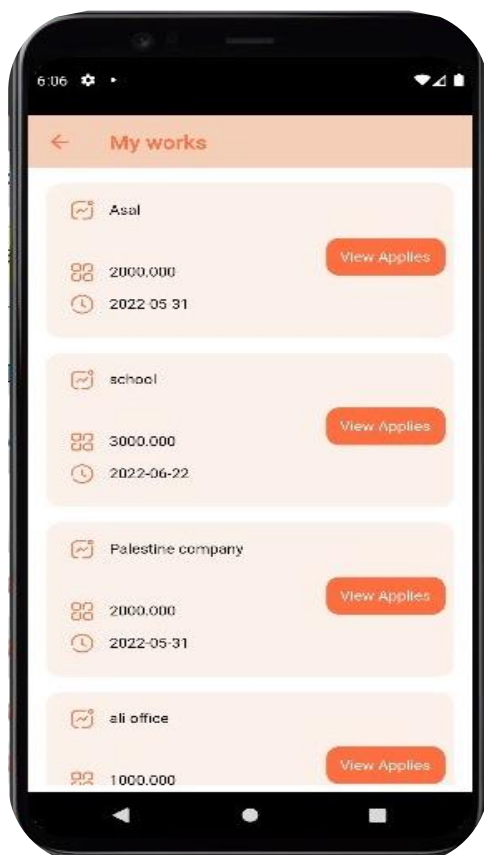 6:06
My works
Asal
View Applies
2000.000
2022-05-31
school
View Applies
3000.000
2022-06-22
Palestine company
View Applies
2000.000
2022-05-31
ali office
View Applies
1000.000